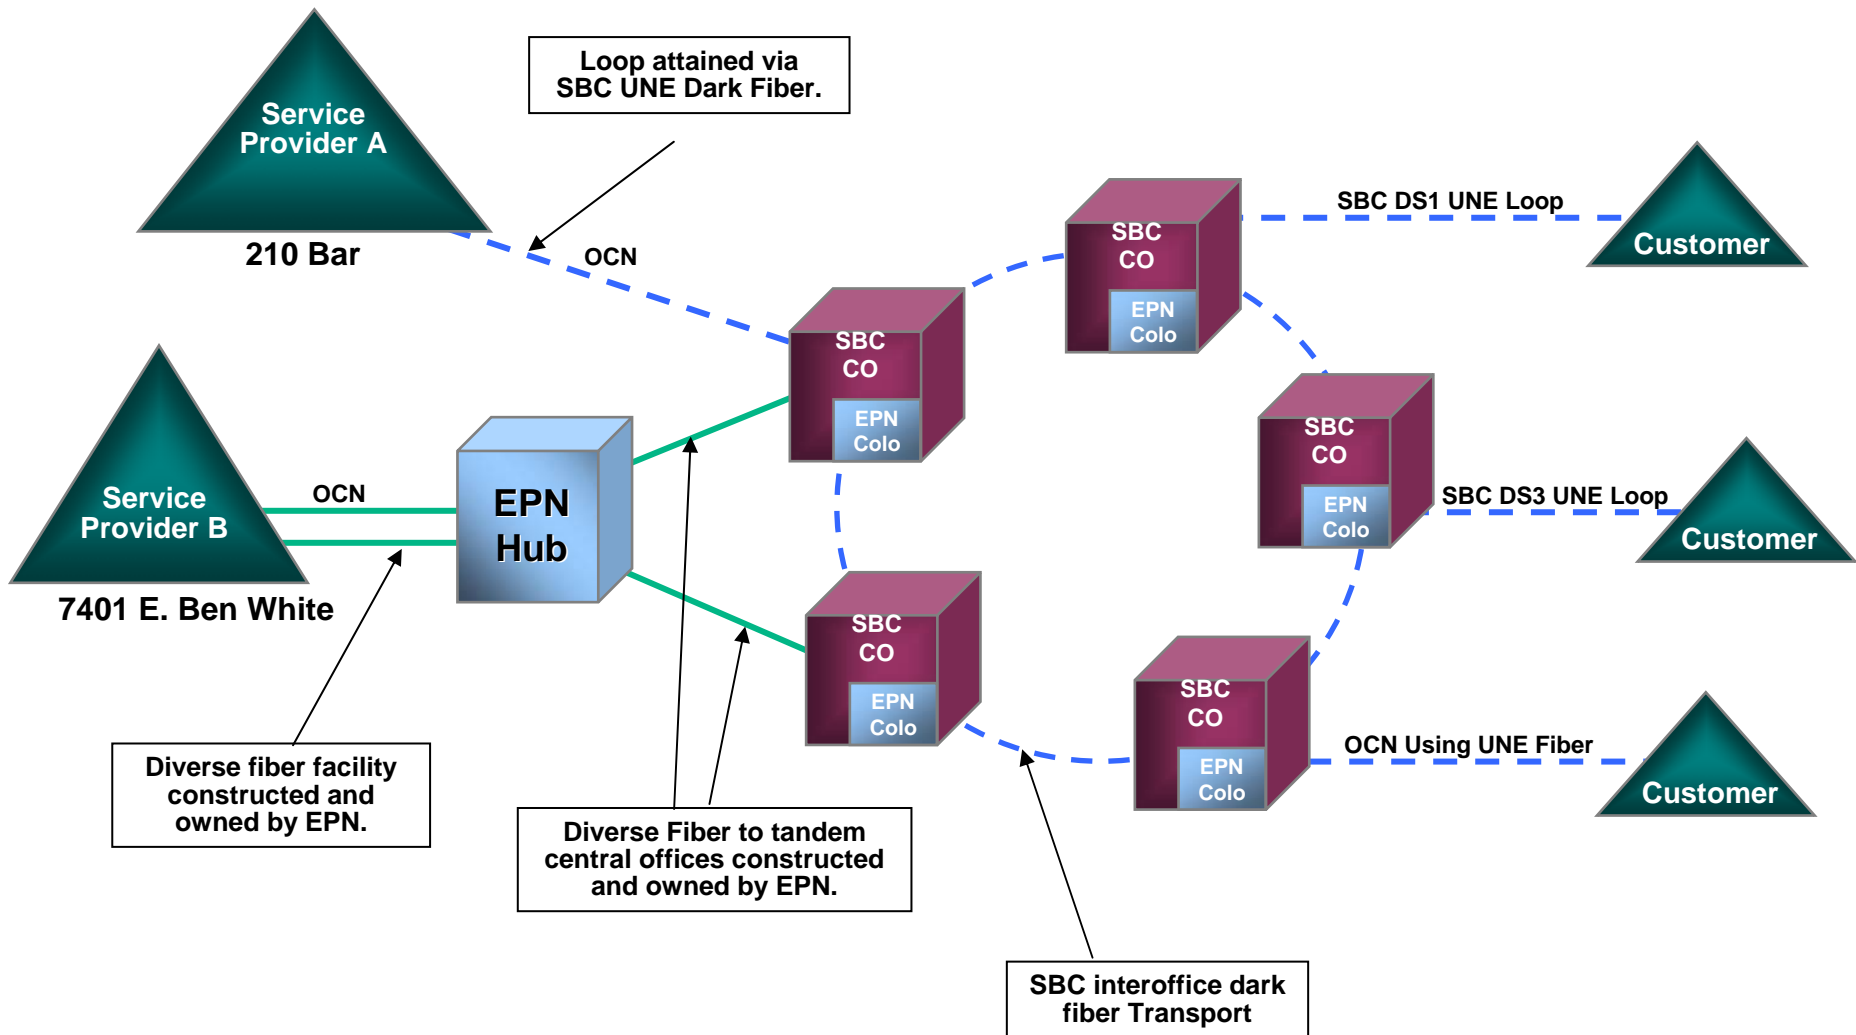 Loop attained via
SBC UNE Dark Fiber.
Service
Provider A
210 Bar
OCN
SBC
CO
EPN
Colo
SBC DS1 UNE Loop
Customer
SBC
CO
EPN
Colo
SBC
CO
EPN
Colo
SBC DS3 UNE Loop
Customer
Service
Provider B
7401 E. Ben White
OCN
EPN
Hub
SBC
CO
EPN
Colo
SBC
CO
EPN
Colo
OCN Using UNE Fiber
Customer
Diverse fiber facility
constructed and
owned by EPN.
Diverse Fiber to tandem
central offices constructed
and owned by EPN.
SBC interoffice dark
fiber Transport